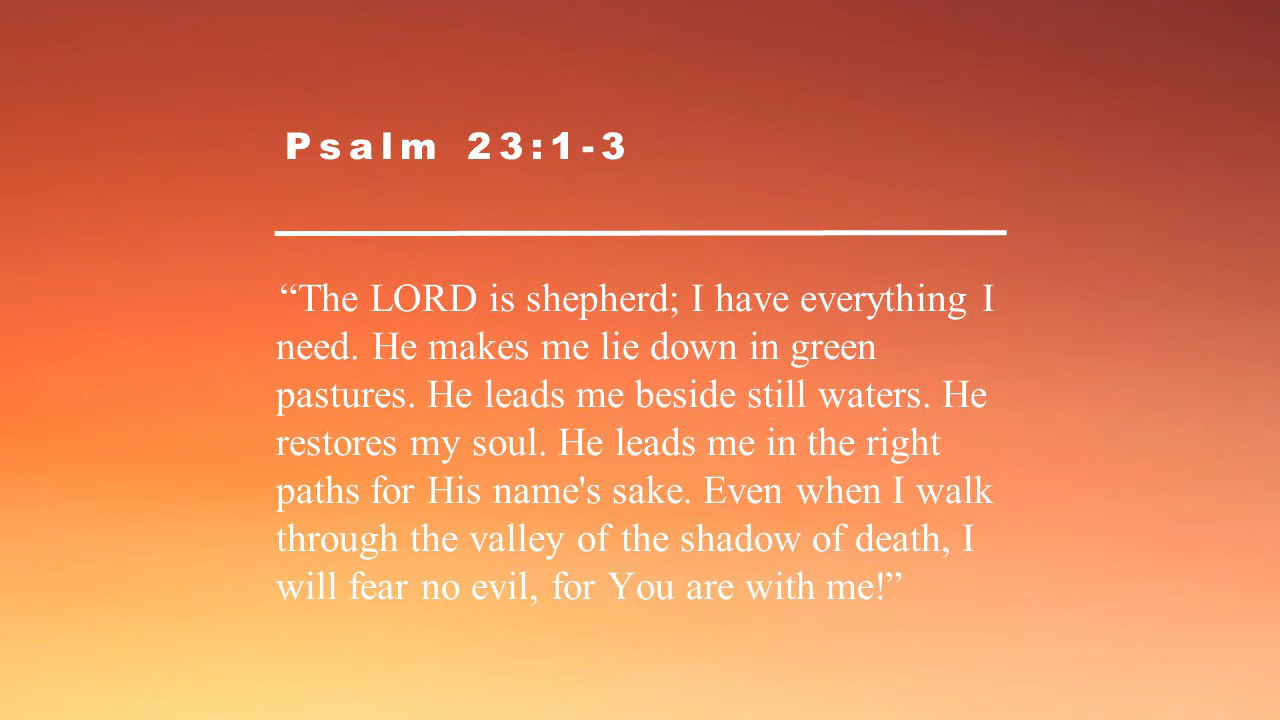 Psalm 23:1-3
“The LORD is shepherd; I have everything I
need. He makes me lie down in green
pastures. He leads me beside still waters. He
restores my soul. He leads me in the right
paths for His name's sake. Even when I walk
through the valley of the shadow of death, I
will fear no evil, for You are with me!”